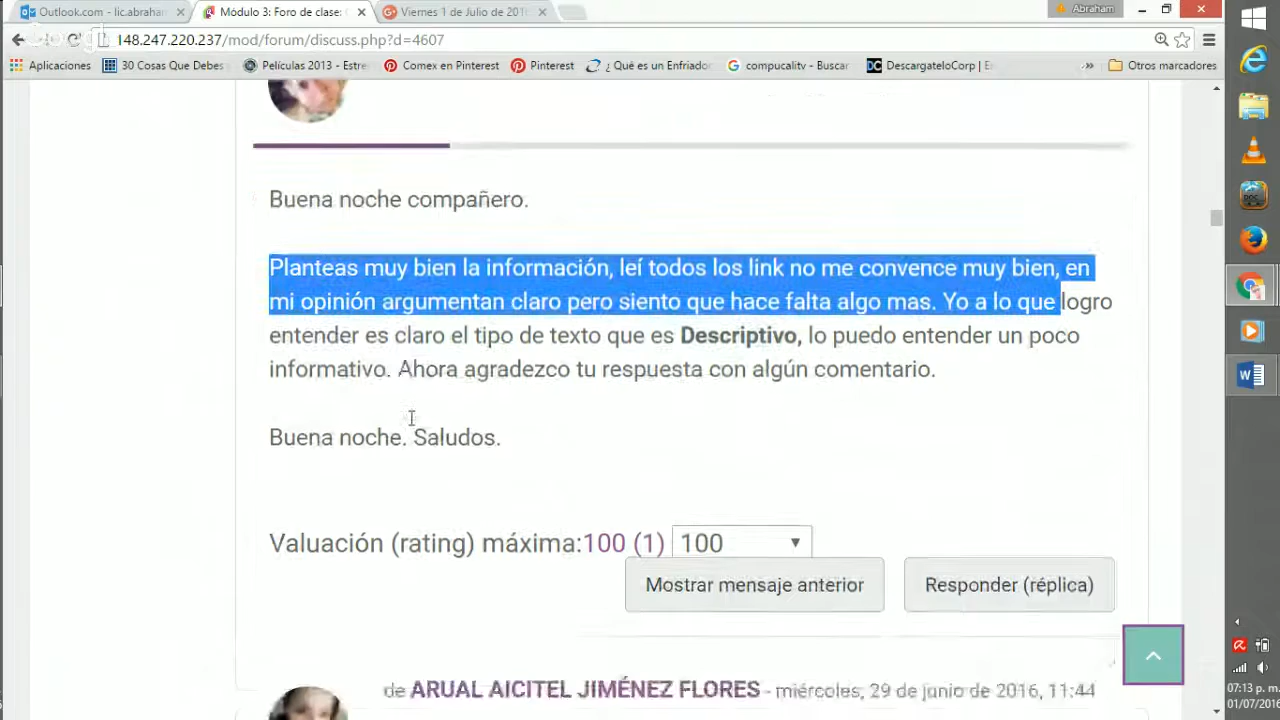 Outlook.com - lic.abraham
Módulo 3: Foro de clase:
Viernes 1 de Julio de 201
Abraham
148.247.220.237/mod/forum/discuss.php?d=4607
Aplicaciones
30 Cosas Que Debes
Películas 2013 - Estre
Comex en Pinterest
Pinterest
¿ Qué es un Enfriado
compucalitv - Buscar
DescargateloCorp | E
Otros marcadores
Buena noche compañero.
Planteas muy bien la información, leí todos los link no me convence muy bien, en
mi opinión argumentan claro pero siento que hace falta algo mas. Yo a lo que logro
entender es claro el tipo de texto que es Descriptivo, lo puedo entender un poco
informativo. Ahora agradezco tu respuesta con algún comentario.
Buena noche. Saludos.
Valuación (rating) máxima:100 (1) 100
Mostrar mensaje anterior
Responder (réplica)
de ARUAL AICITEL JIMÉNEZ FLORES - miércoles, 29 de junio de 2016, 11:44
07:13 p. m.
01/07/2016